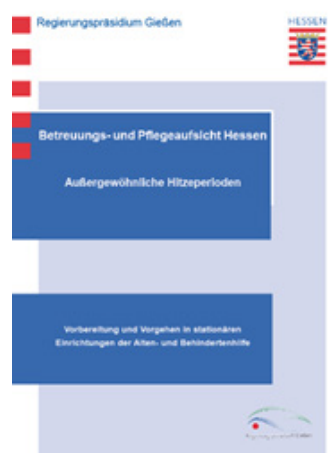 Regierungspräsidium Gießen
HESSEN
Betreuungs- und Pflegeaufsicht Hessen
Außergewöhnliche Hitzeperioden
Vorbereitung und Vorgehen in stationären
Einrichtungen der Alten- und Behindertenhilfe